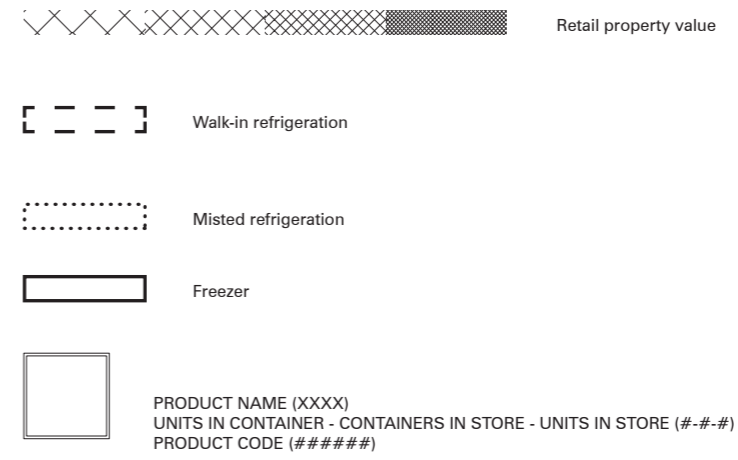 Retail property value
Walk-in refrigeration
Misted refrigeration
Freezer
PRODUCT NAME (XXXX)
UNITS IN CONTAINER - CONTAINERS IN STORE - UNITS IN STORE (#-#-#)
PRODUCT CODE (######)